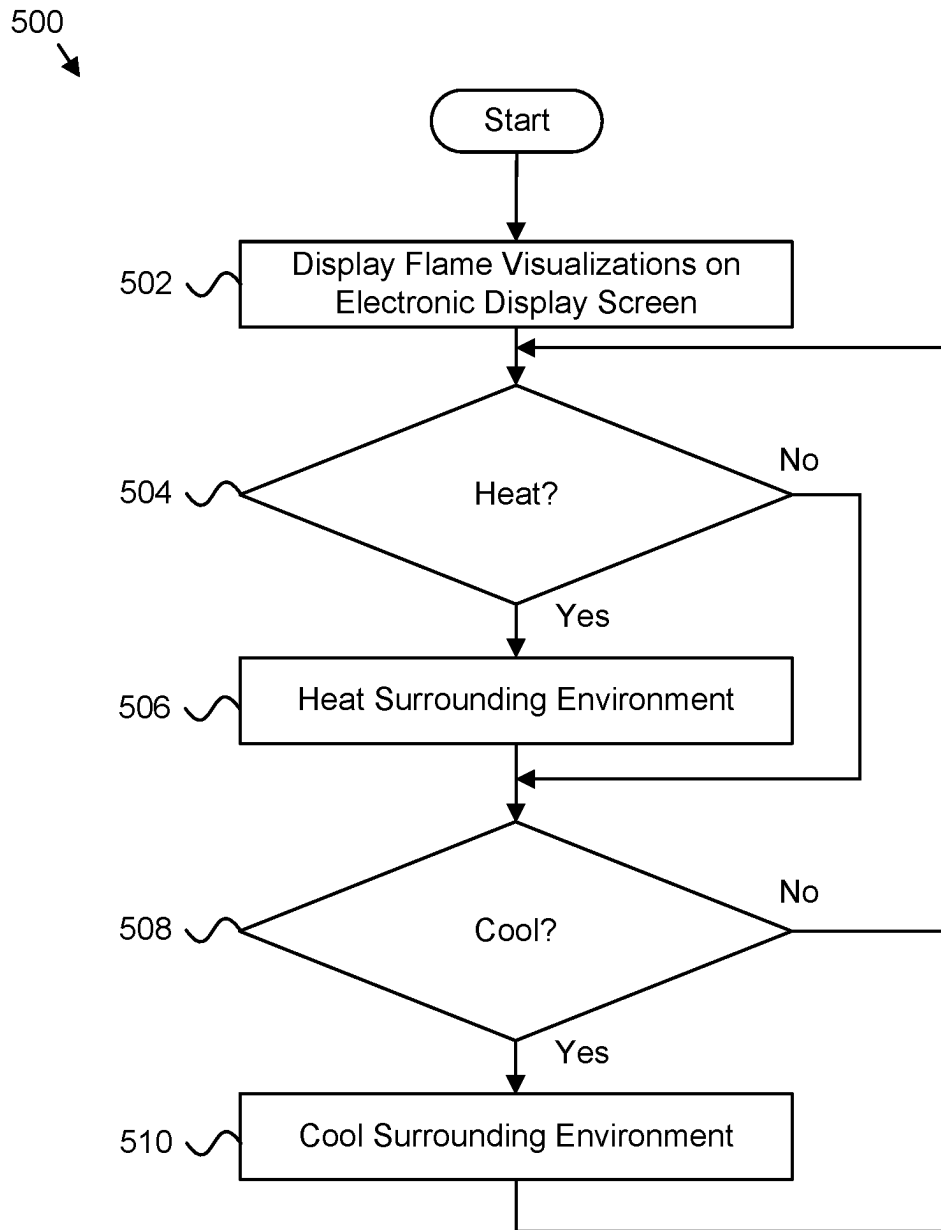 500
Start
502
Display Flame Visualizations on
Electronic Display Screen
504
Heat?
No
Yes
506
Heat Surrounding Environment
508
Cool?
No
Yes
510
Cool Surrounding Environment